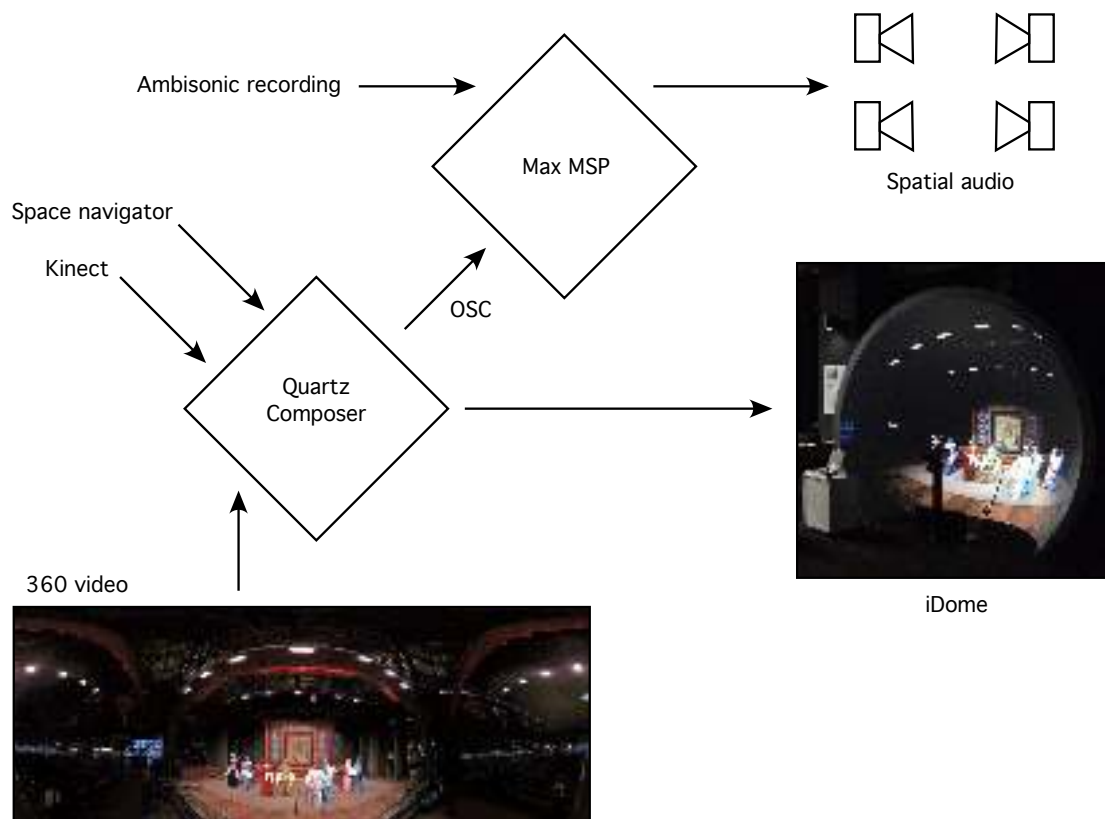 Ambisonic recording
Max MSP
Spatial audio
Space navigator
Kinect
OSC
Quartz
Composer
360 video
iDome